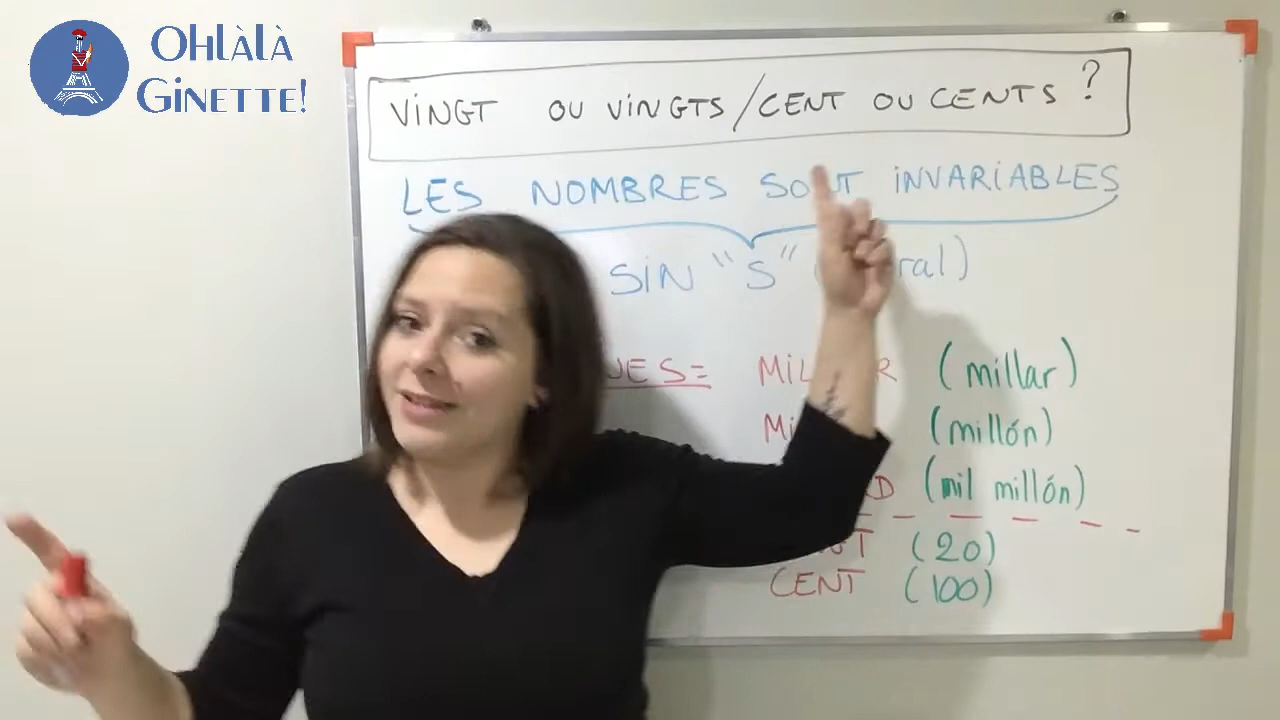 OHLÀLÀ
GINETTE!
VINGT OU VINGTS/CENT OU CENTS?
LES NOMBRES SONT INVARIABLES
SIN "S"
MILLIER (millar)
(millón)
(mil millón)
(20)
CENT (100)